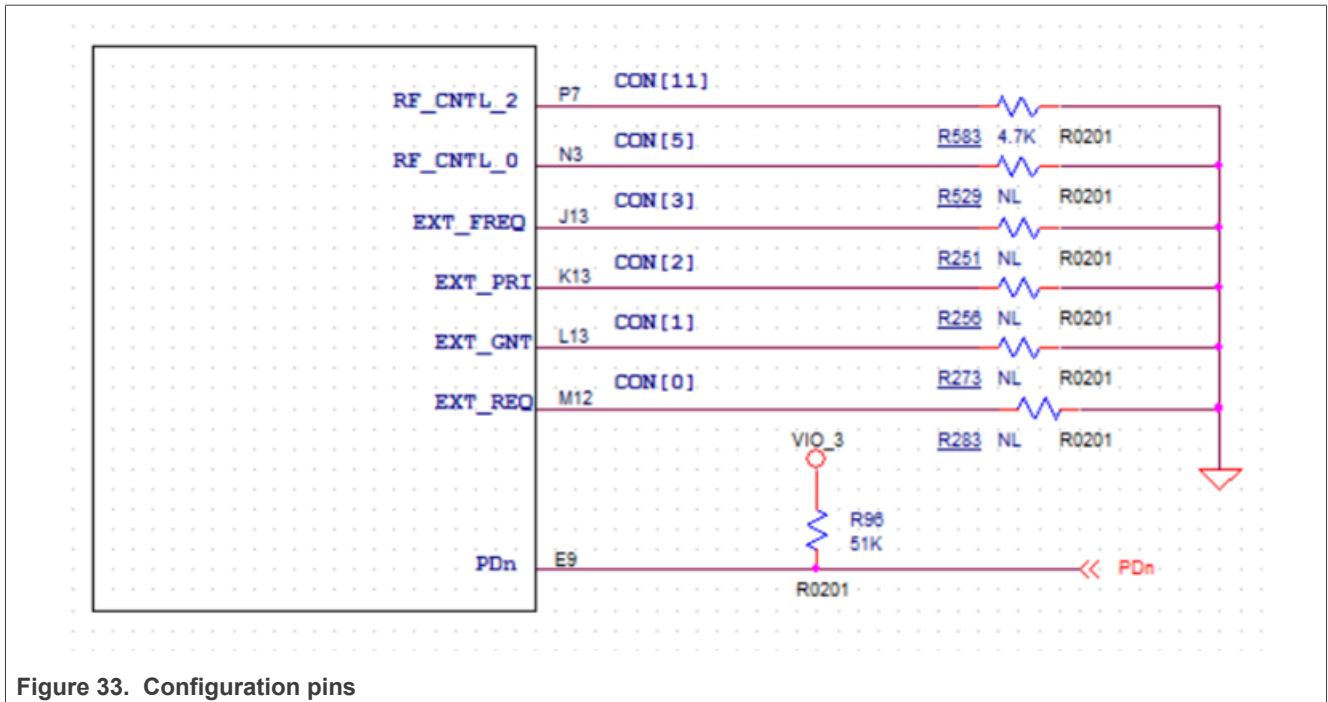 CON[11]
RF_CNTL_2 P7
R583 4.7K R0201
CON[5]
RF_CNTL_0 N3
R529 NL R0201
CON[3]
EXT_FREQ J13
R251 NL R0201
CON[2]
EXT_PRI K13
R256 NL R0201
CON[1]
EXT_GNT L13
R273 NL R0201
CON[0]
EXT_REQ M12
R283 NL R0201
VIO_3
R96
51K
PDn E9 PDn
R0201
Figure 33. Configuration pins